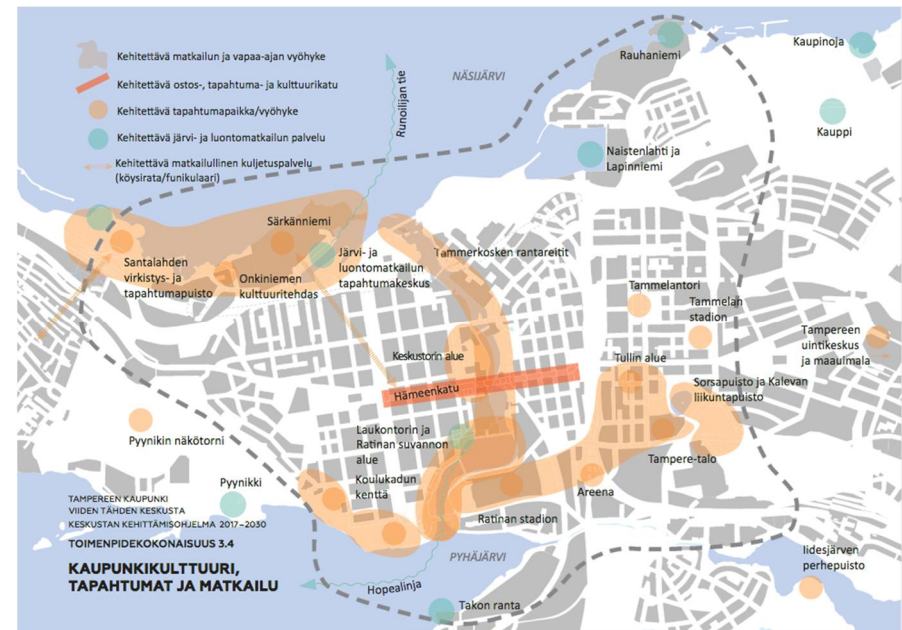 Kehitettävä matkailun ja vapaa-ajan vyöhyke
Kehitettävä ostos-, tapahtuma- ja kulttuurikatu
Kehitettävä tapahtumapaikka/vyöhyke
Kehitettävä järvi- ja luontomatkailun palvelu
Kehitettävä matkailullinen kuljetuspalvelu
(köysirata/funikulaari)
Runoilijan tie
NÄSIJÄRVI
Rauhaniemi
Kaupinoja
Kauppi
Naistenlahti ja
Lapinniemi
Särkänniemi
Santalahden
virkistys- ja
tapahtumapuisto
Onkiniemen
kulttuuritehdas
Järvi- ja
luontomatkailun
tapahtumakeskus
Tammerkosken rantareitit
Tammelantori
Tammelan
stadion
Tampereen
uintikeskus
ja maauimala
Keskustorin alue
Tullin alue
Hämeenkatu
Sorsapuisto ja Kalevan
liikuntapuisto
Laukontorin ja
Ratinan suvannon
alue
Pyynikin näkötorni
Tampere-talo
Koulukadun
kenttä
Pyynikki
Areena
Ratinan stadion
TAMPEREEN KAUPUNKI
VIIDEN TÄHDEN KESKUSTA
KESKUSTAN KEHITTÄMISOHJELMA 2017–2030
TOIMENPIDEKOKONAISUUS 3.4
KAUPUNKIKULTTUURI,
TAPAHTUMAT JA MATKAILU
PYHÄJÄRVI
Iidesjärven
perhepuisto
Hopealinja
Takon ranta